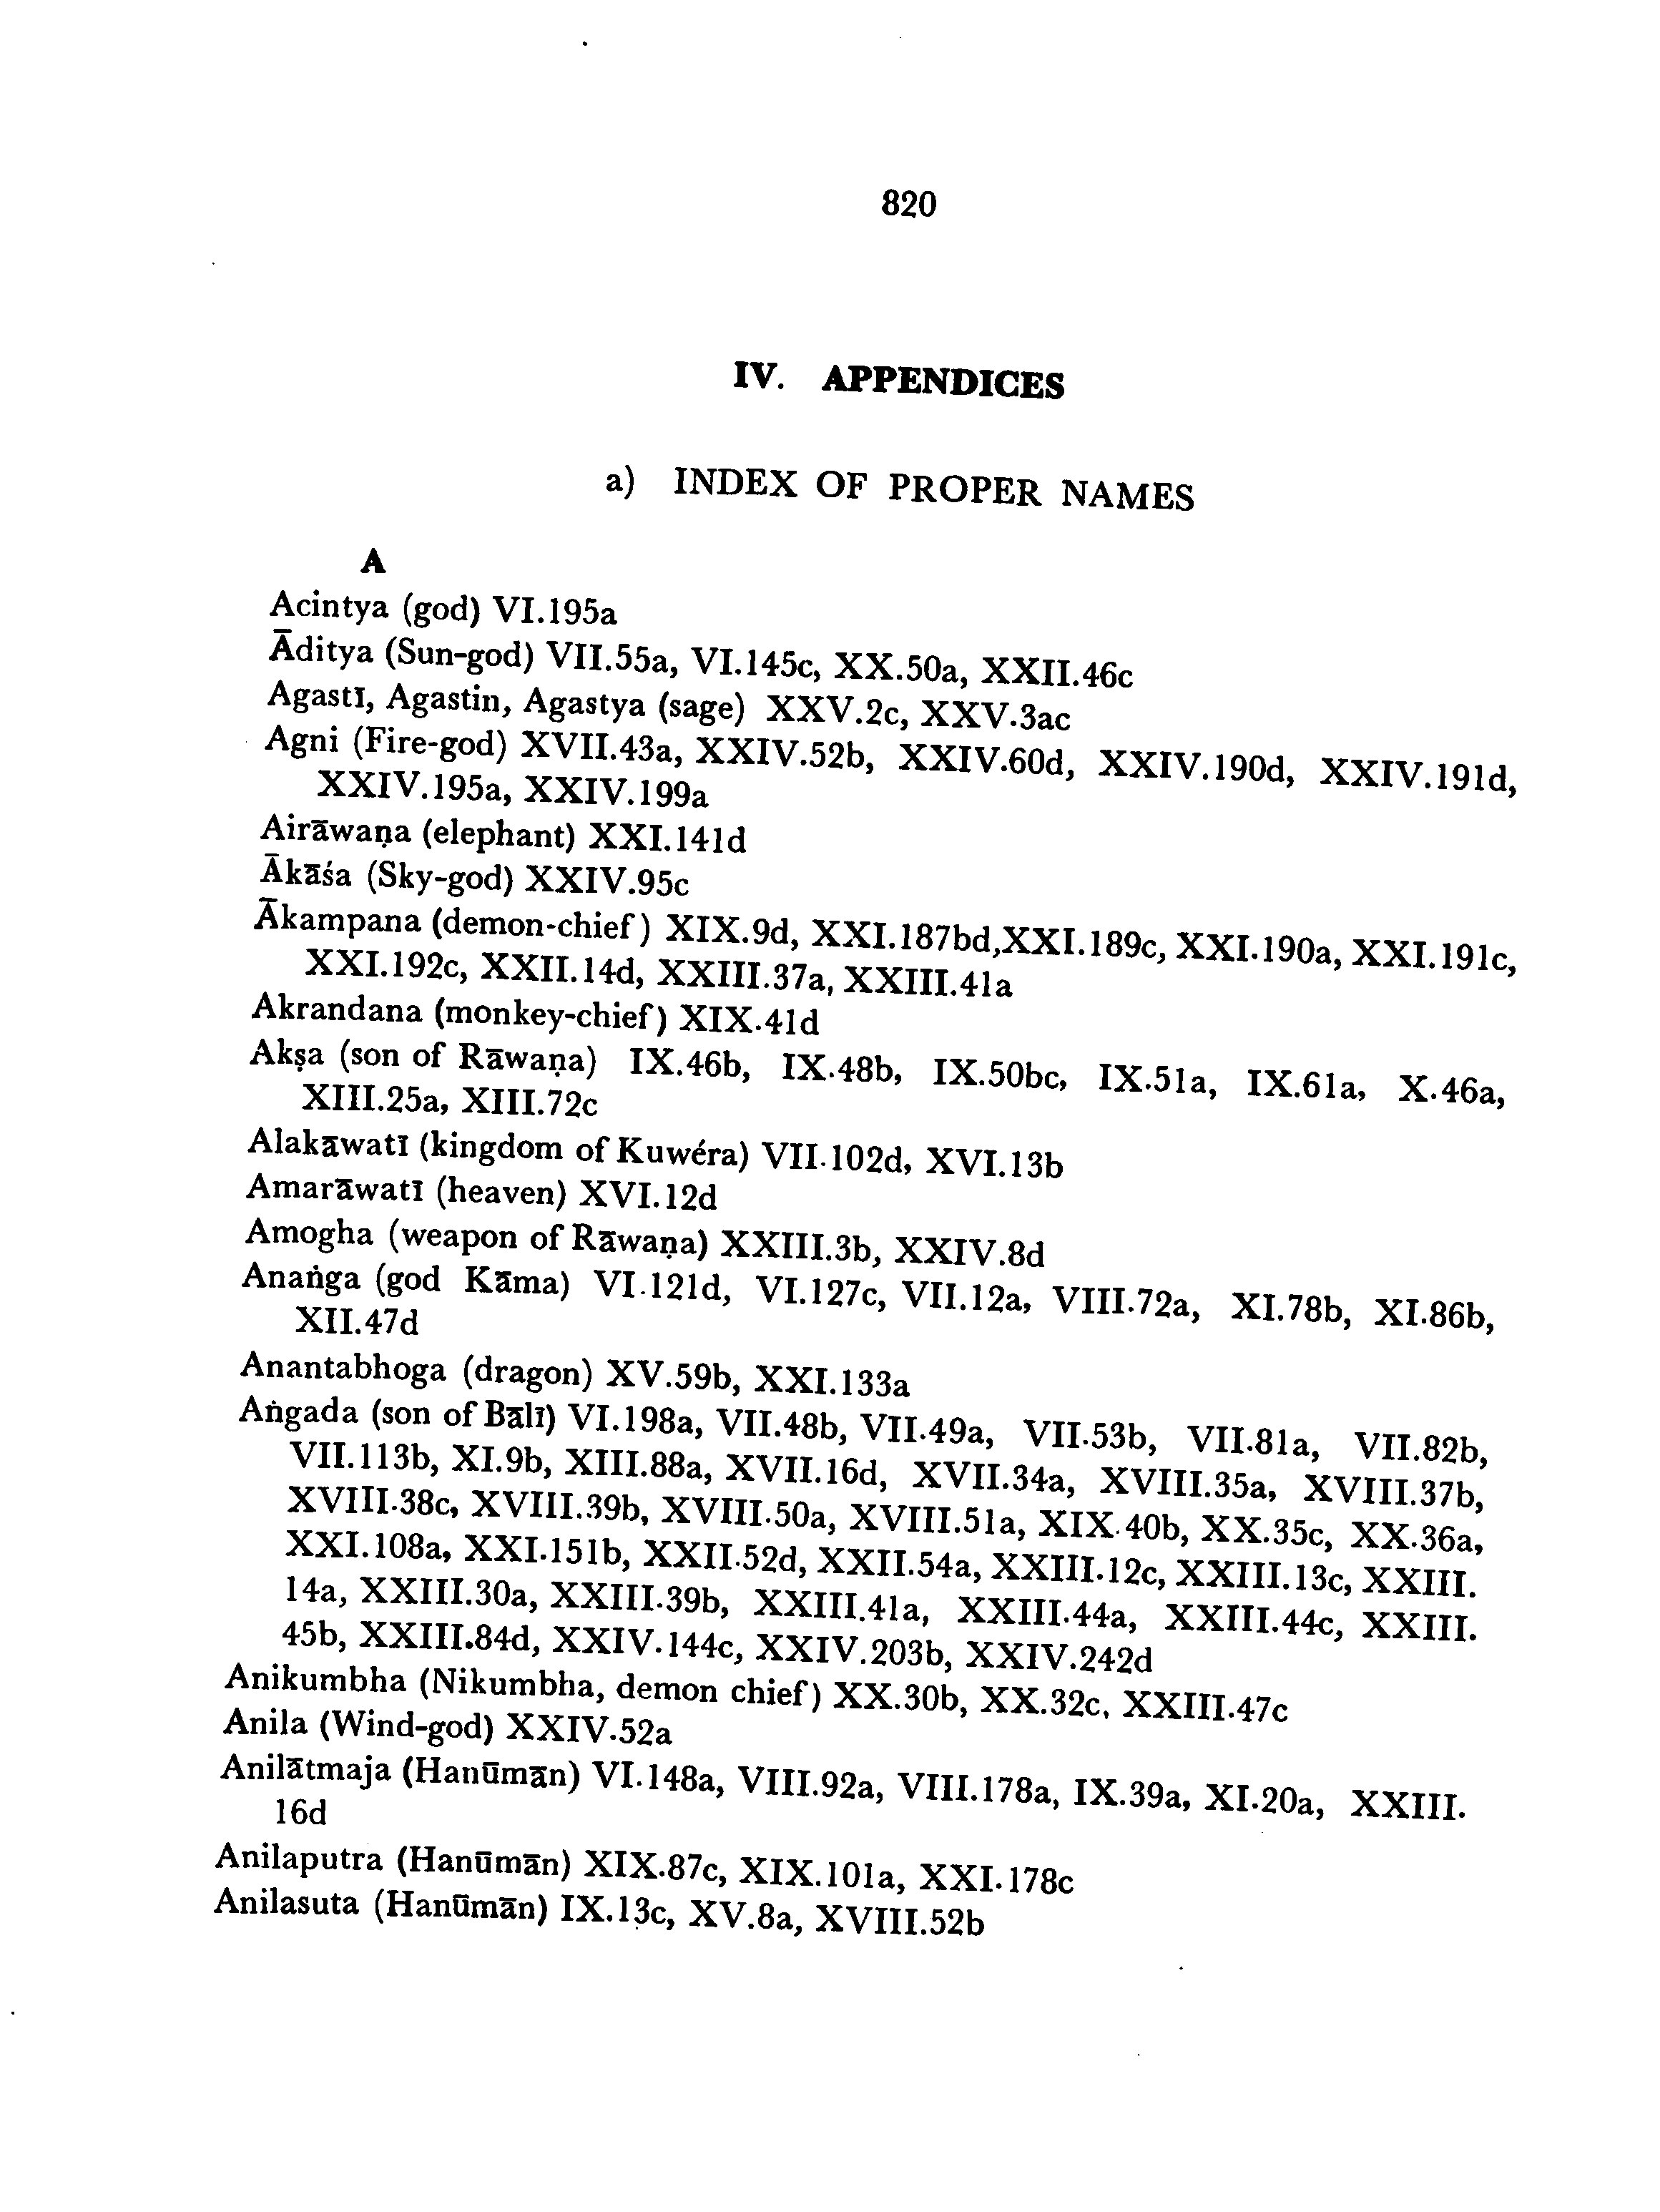 820
IV. APPENDICES
a) INDEX OF PROPER NAMES
A
Acintya (god) VI.195a
Āditya (Sun-god) VII.55a, VI.145c, XX.50a, XXII.46c
Agastī, Agastin, Agastya (sage) XXV.2c, XXV.3ac
Agni (Fire-god) XVII.43a, XXIV.52b, XXIV.60d, XXIV.190d, XXIV.191d,
XXIV.195a, XXIV.199a
Airāwaṇa (elephant) XXI.141d
Ākāśa (Sky-god) XXIV.95c
Ākampana (demon-chief) XIX.9d, XXI.187bd,XXI.189c, XXI.190a, XXI.191c,
XXI.192c, XXII.14d, XXIII.37a, XXIII.41a
Akrandana (monkey-chief) XIX.41d
Akṣa (son of Rāwaṇa) IX.46b, IX.48b, IX.50bc, IX.51a, IX.61a, X.46a,
XIII.25a, XIII.72c
Alakāwatī (kingdom of Kuwéra) VII.102d, XVI.13b
Amarāwatī (heaven) XVI.12d
Amogha (weapon of Rāwaṇa) XXIII.3b, XXIV.8d
Anaṅga (god Kāma) VI.121d, VI.127c, VII.12a, VIII.72a, XI.78b, XI.86b,
XII.47d
Anantabhoga (dragon) XV.59b, XXI.133a
Aṅgada (son of Bālī) VI.198a, VII.48b, VII.49a, VII.53b, VII.81a, VII.82b,
VII.113b, XI.9b, XIII.88a, XVII.16d, XVII.34a, XVIII.35a, XVIII.37b,
XVIII.38c, XVIII.39b, XVIII.50a, XVIII.51a, XIX.40b, XX.35c, XX.36a,
XXI.108a, XXI.151b, XXII.52d, XXII.54a, XXIII.12c, XXIII.13c, XXIII.
14a, XXIII.30a, XXIII.39b, XXIII.41a, XXIII.44a, XXIII.44c, XXIII.
45b, XXIII.84d, XXIV.144c, XXIV.203b, XXIV.242d
Anikumbha (Nikumbha, demon chief) XX.30b, XX.32c, XXIII.47c
Anila (Wind-god) XXIV.52a
Anilātmaja (Hanūmān) VI.148a, VIII.92a, VIII.178a, IX.39a, XI.20a, XXIII.
16d
Anilaputra (Hanūmān) XIX.87c, XIX.101a, XXI.178c
Anilasuta (Hanūmān) IX.13c, XV.8a, XVIII.52b